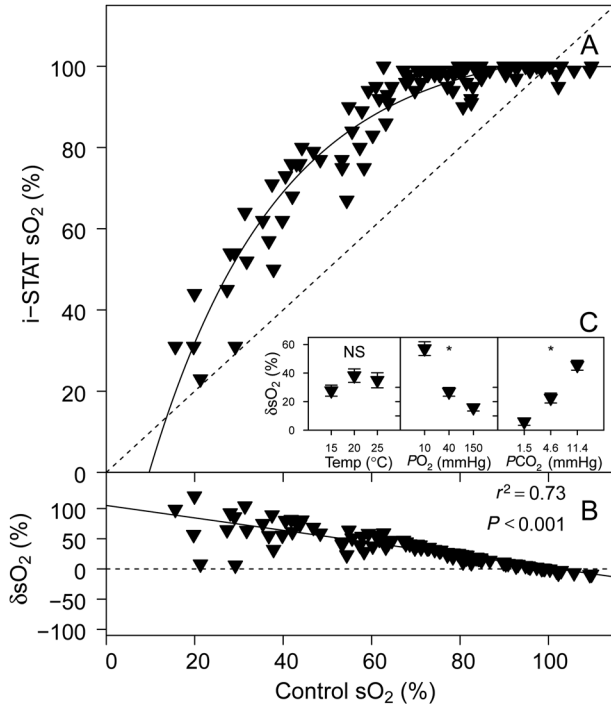 A
100
80
60
40
20
0
i-STAT sO₂ (%)
C
60
40
20
0
δsO₂ (%)
NS
*
*
15 20 25
10 40 150
1.5 4.6 11.4
Temp (°C)
PO₂ (mmHg)
PCO₂ (mmHg)
r² = 0.73
P < 0.001
100
50
0
−50
−100
δsO₂ (%)
B
0 20 40 60 80 100
Control sO₂ (%)